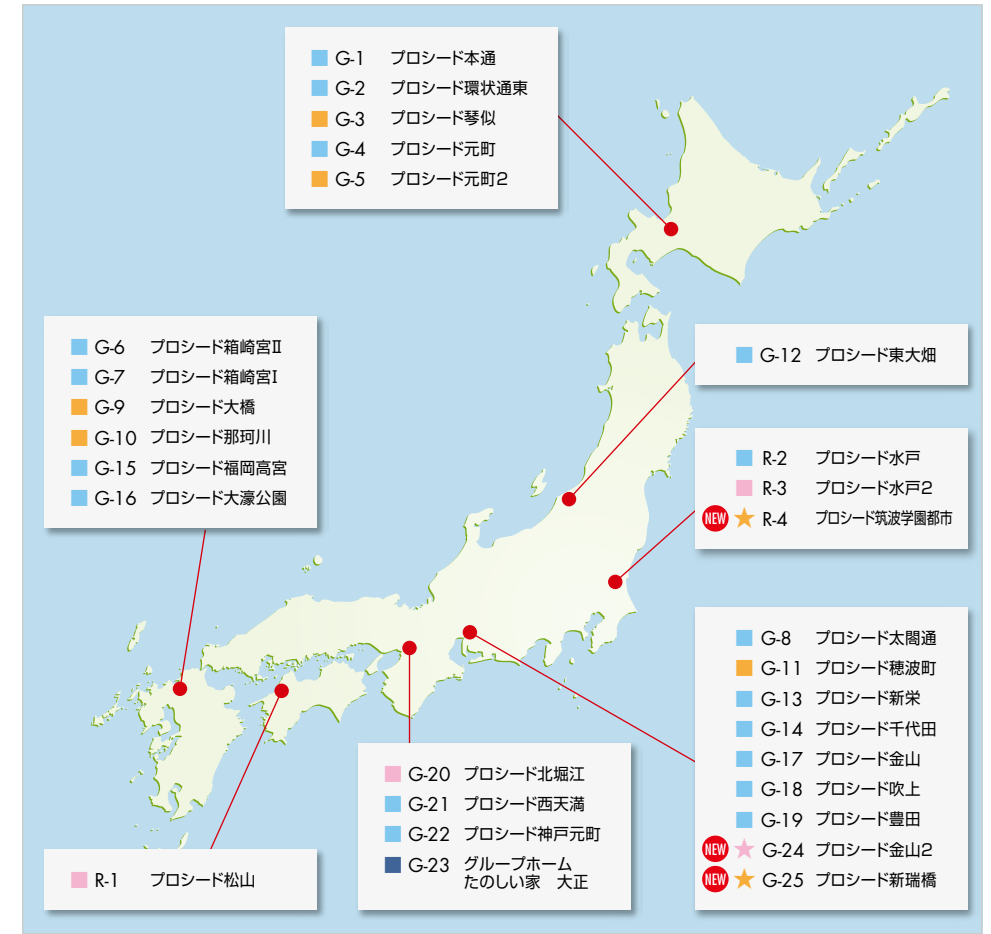 G-1 プロシード本通
G-2 プロシード環状通東
G-3 プロシード琴似
G-4 プロシード元町
G-5 プロシード元町2
G-6 プロシード箱崎宮Ⅱ
G-7 プロシード箱崎宮Ⅰ
G-9 プロシード大橋
G-10 プロシード那珂川
G-15 プロシード福岡高宮
G-16 プロシード大濠公園
G-12 プロシード東大畑
R-2 プロシード水戸
R-3 プロシード水戸2
NEW R-4 プロシード筑波学園都市
G-8 プロシード太閤通
G-11 プロシード穂波町
G-13 プロシード新栄
G-14 プロシード千代田
G-17 プロシード金山
G-18 プロシード吹上
G-19 プロシード豊田
NEW G-24 プロシード金山2
NEW G-25 プロシード新瑞橋
G-20 プロシード北堀江
G-21 プロシード西天満
G-22 プロシード神戸元町
G-23 グループホーム
たのしい家　大正
R-1 プロシード松山